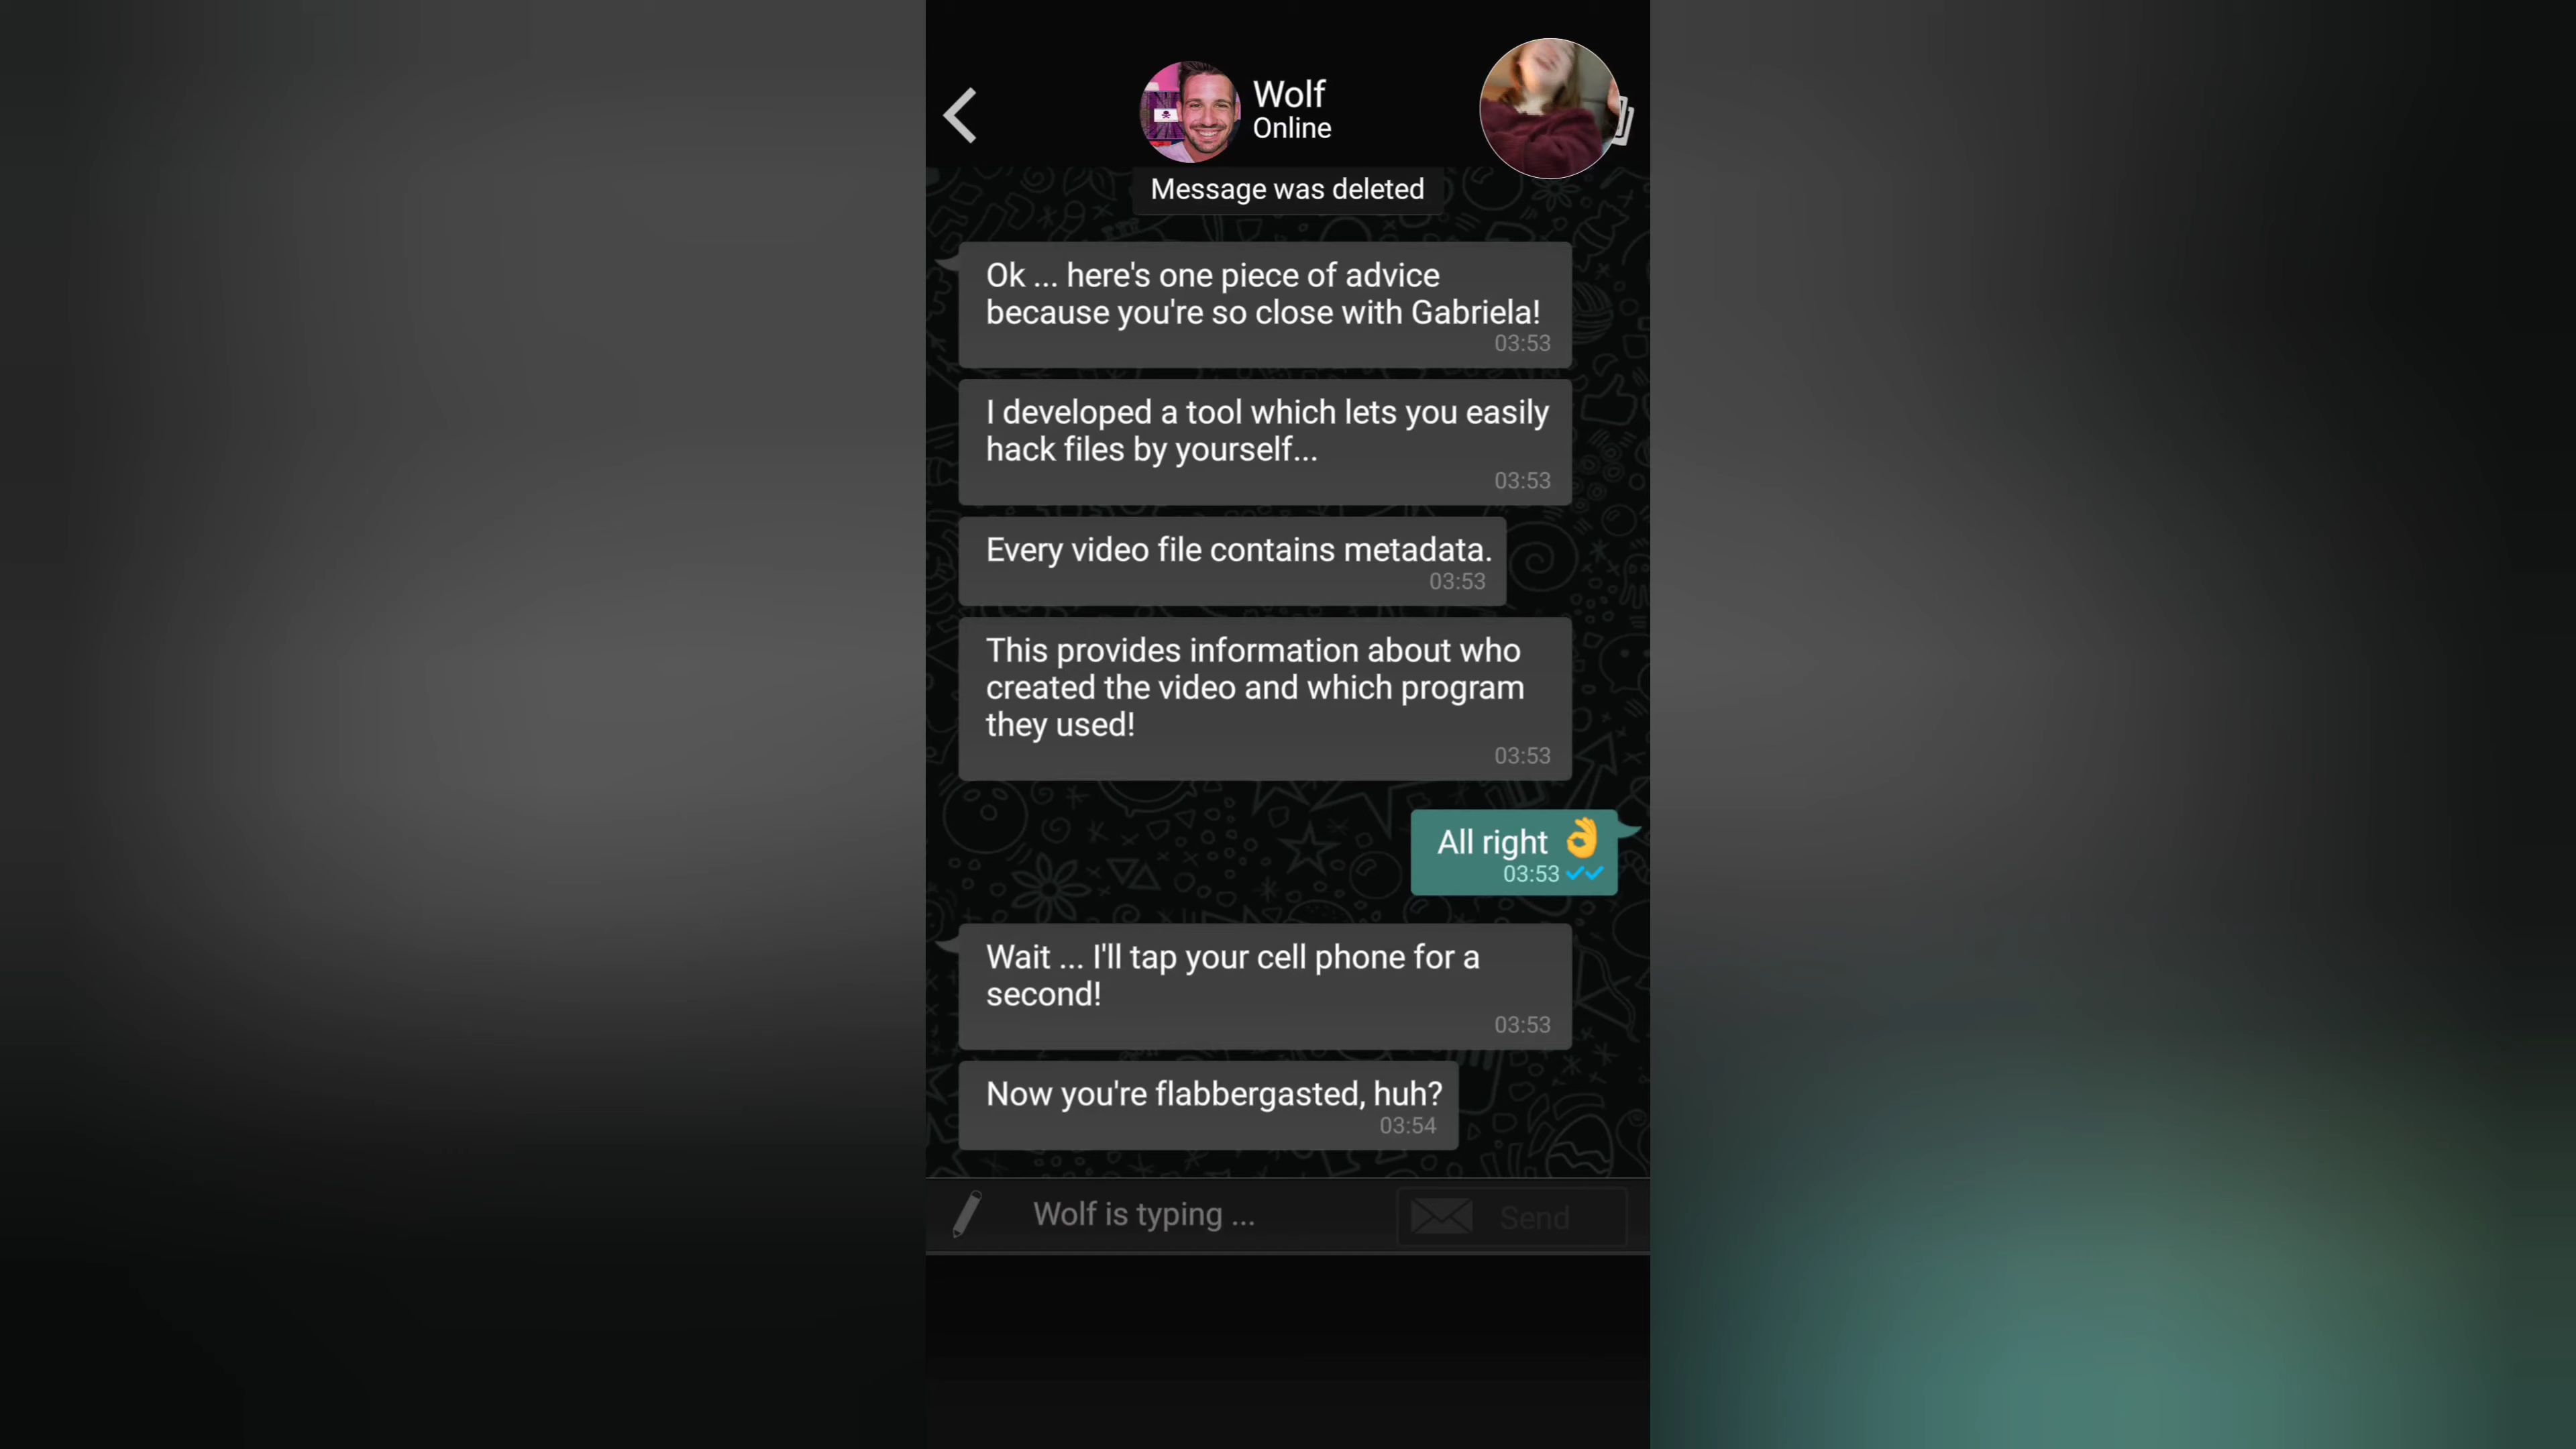 Wolf
Online
Message was deleted
Ok ... here's one piece of advice
because you're so close with Gabriela!
03:53
I developed a tool which lets you easily
hack files by yourself...
03:53
Every video file contains metadata.
03:53
This provides information about who
created the video and which program
they used!
03:53
All right 👌
03:53
Wait ... I'll tap your cell phone for a
second!
03:53
Now you're flabbergasted, huh?
03:54
Wolf is typing ...
Send